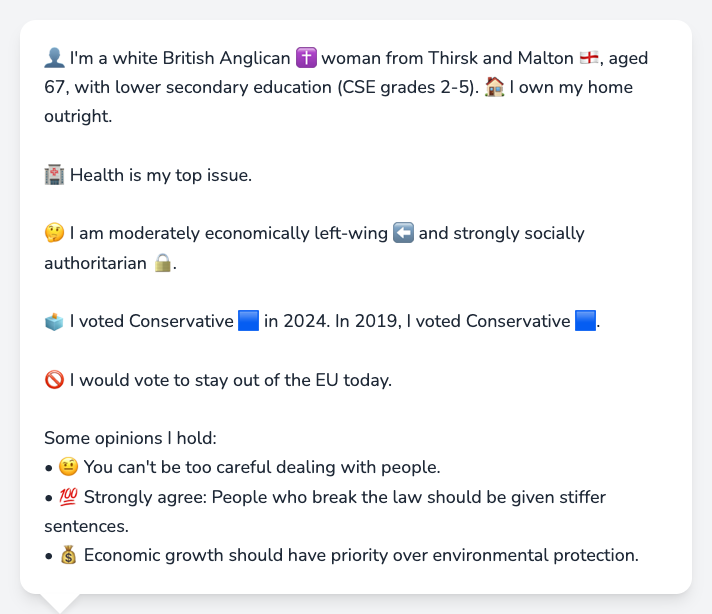 👤 I'm a white British Anglican ✝️ woman from Thirsk and Malton 🏴󠁧󠁢󠁥󠁮󠁧󠁿, aged
67, with lower secondary education (CSE grades 2-5). 🏠 I own my home
outright.
🏥 Health is my top issue.
🤔 I am moderately economically left-wing ⬅️ and strongly socially
authoritarian 🔒.
🗳️ I voted Conservative 🟦 in 2024. In 2019, I voted Conservative 🟦.
🚫 I would vote to stay out of the EU today.
Some opinions I hold:
• 🤨 You can't be too careful dealing with people.
• 💯 Strongly agree: People who break the law should be given stiffer
sentences.
• 💰 Economic growth should have priority over environmental protection.